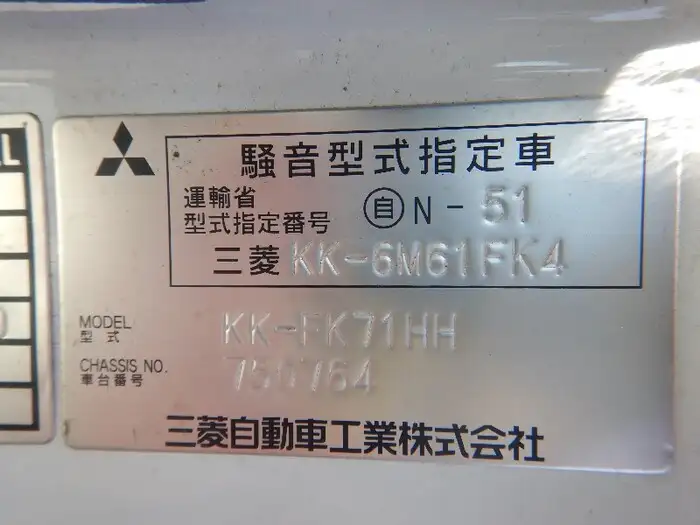 騒音型式指定車
運輸省
型式指定番号 自 N - 51
三菱 KK-6M61FK4
MODEL
型式 KK-FK71HH
CHASSIS NO.
車台番号 750764
三菱自動車工業株式会社